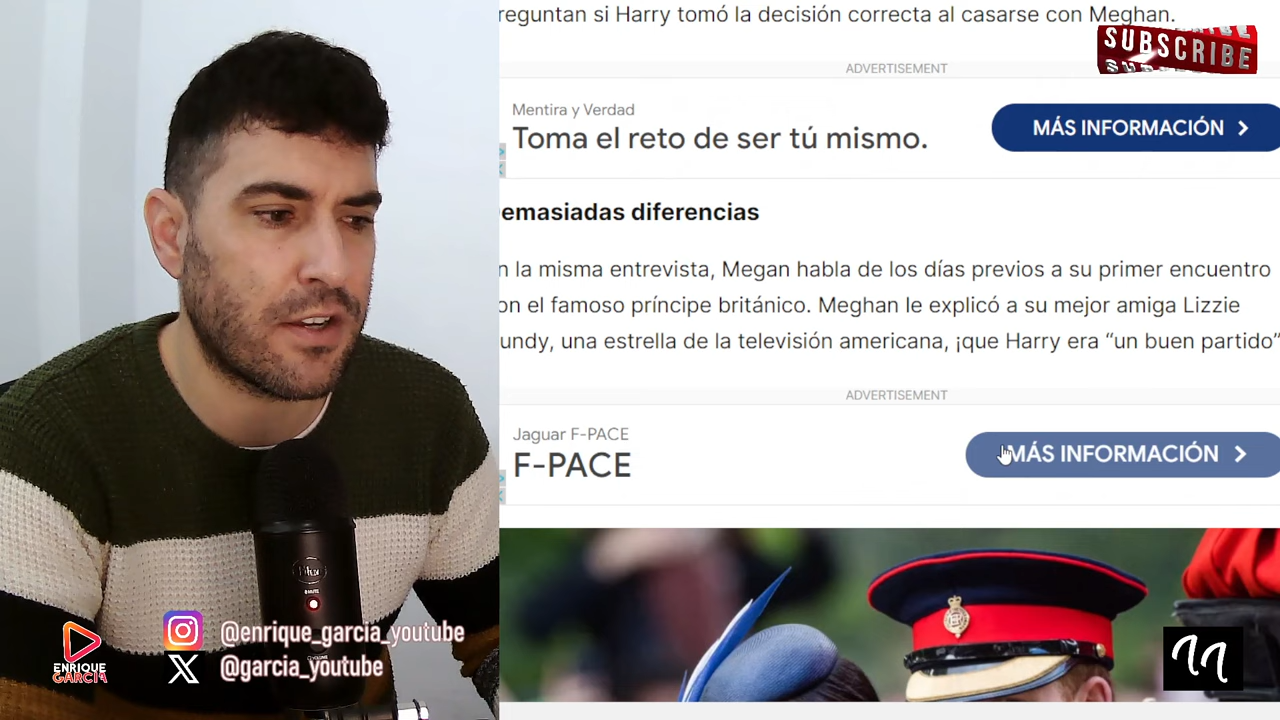 reguntan si Harry tomó la decisión correcta al casarse con Meghan.
SUBSCRIBE
ADVERTISEMENT
Mentira y Verdad
Toma el reto de ser tú mismo.
MÁS INFORMACIÓN
emasiadas diferencias
n la misma entrevista, Megan habla de los días previos a su primer encuentro
on el famoso príncipe británico. Meghan le explicó a su mejor amiga Lizzie
undy, una estrella de la televisión americana, ¡que Harry era “un buen partido”
ADVERTISEMENT
Jaguar F-PACE
F-PACE
MÁS INFORMACIÓN
ENRIQUE
GARCIA
@enrique_garcia_youtube
@garcia_youtube